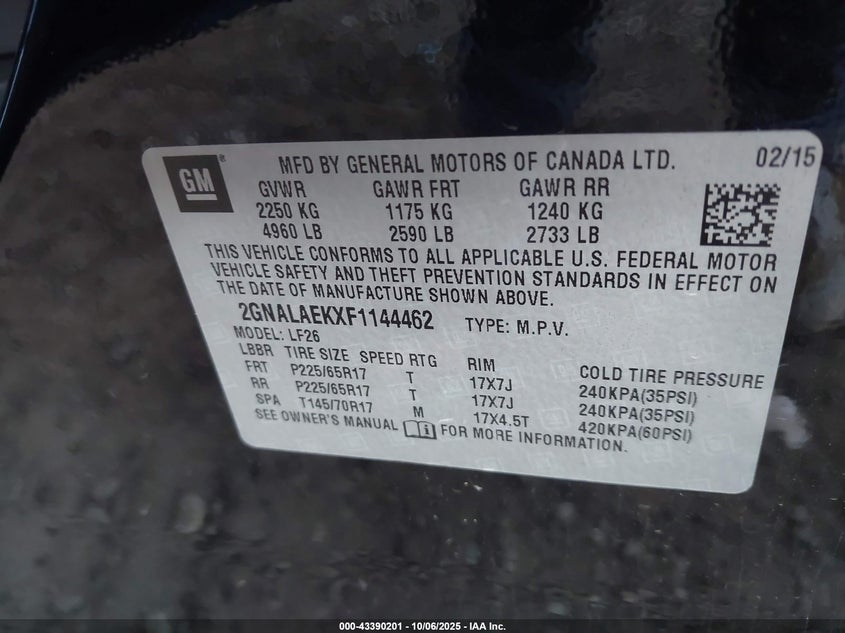 GM ® MFD BY GENERAL MOTORS OF CANADA LTD. 02/15
GVWR GAWR FRT GAWR RR
2250 KG 1175 KG 1240 KG
4960 LB 2590 LB 2733 LB
THIS VEHICLE CONFORMS TO ALL APPLICABLE U.S. FEDERAL MOTOR
VEHICLE SAFETY AND THEFT PREVENTION STANDARDS IN EFFECT ON
THE DATE OF MANUFACTURE SHOWN ABOVE.
2GNALAEKXF1144462 TYPE: M.P.V.
MODEL: LF26
LBBR TIRE SIZE SPEED RTG RIM COLD TIRE PRESSURE
FRT P225/65R17 T 17X7J 240KPA(35PSI)
RR P225/65R17 T 17X7J 240KPA(35PSI)
SPA T145/70R17 M 17X4.5T 420KPA(60PSI)
SEE OWNER'S MANUAL FOR MORE INFORMATION.
000-43390201 - 10/06/2025 - IAA Inc.